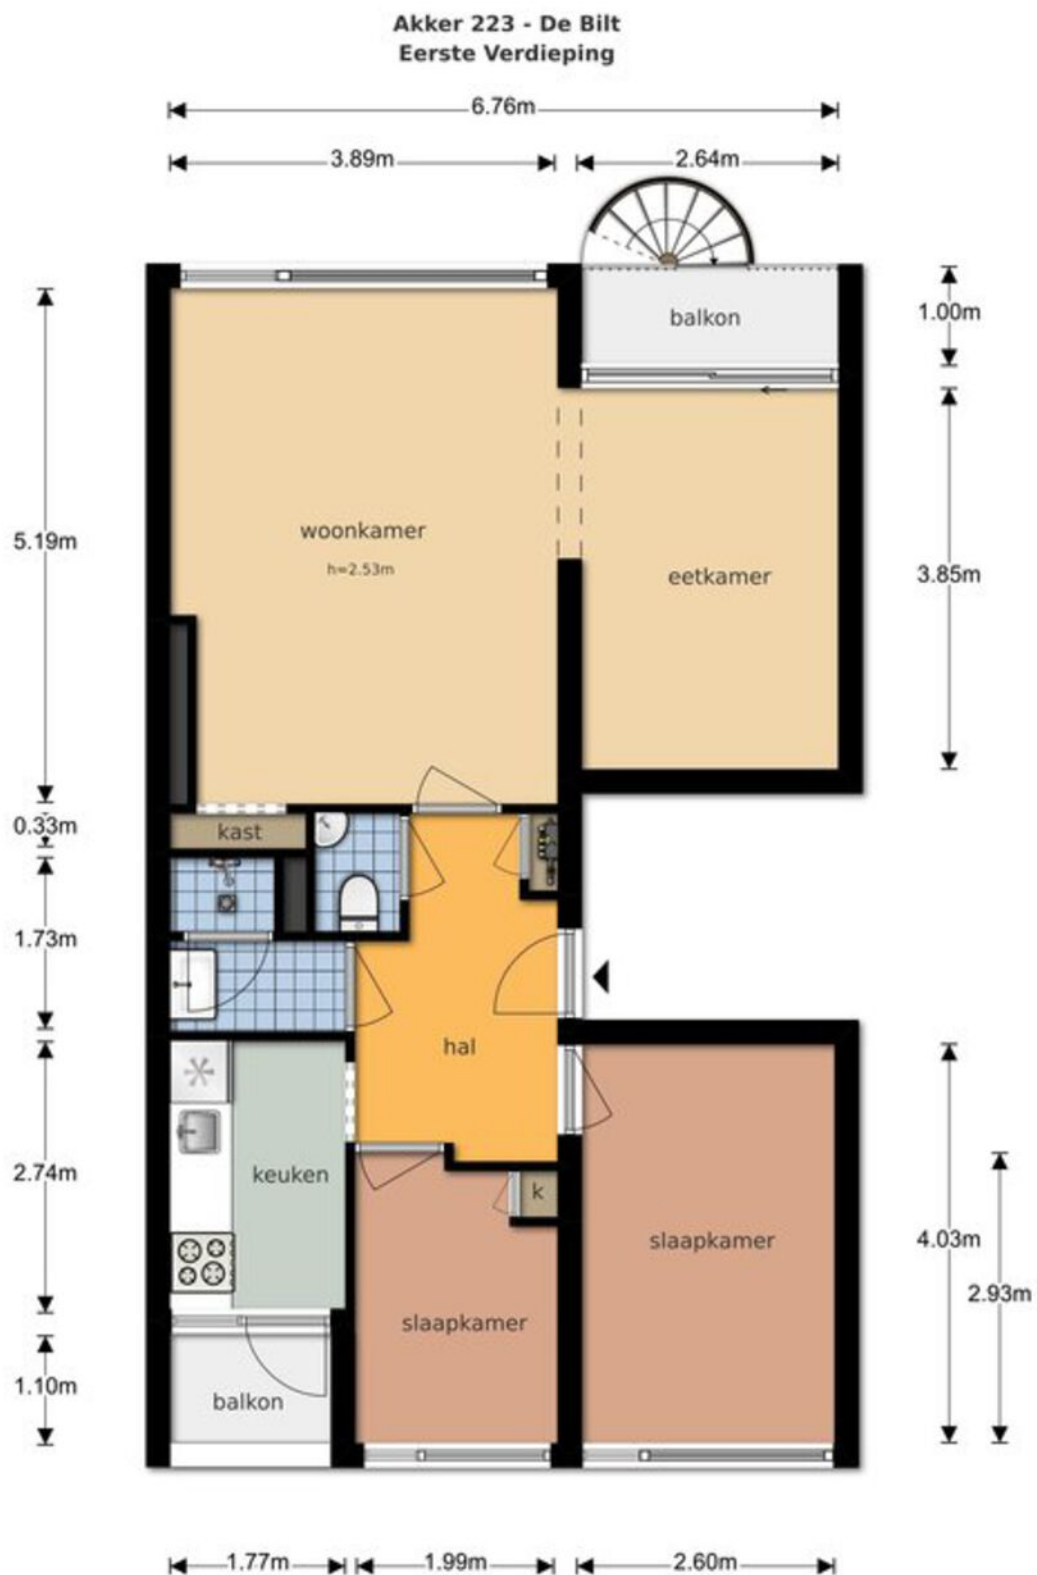 Akker 223 - De Bilt
Eerste Verdieping
6.76m
3.89m
2.64m
balkon
1.00m
woonkamer
h=2.53m
5.19m
eetkamer
3.85m
kast
0.33m
1.73m
hal
keuken
2.74m
k
slaapkamer
4.03m
2.93m
slaapkamer
balkon
1.10m
1.77m
1.99m
2.60m